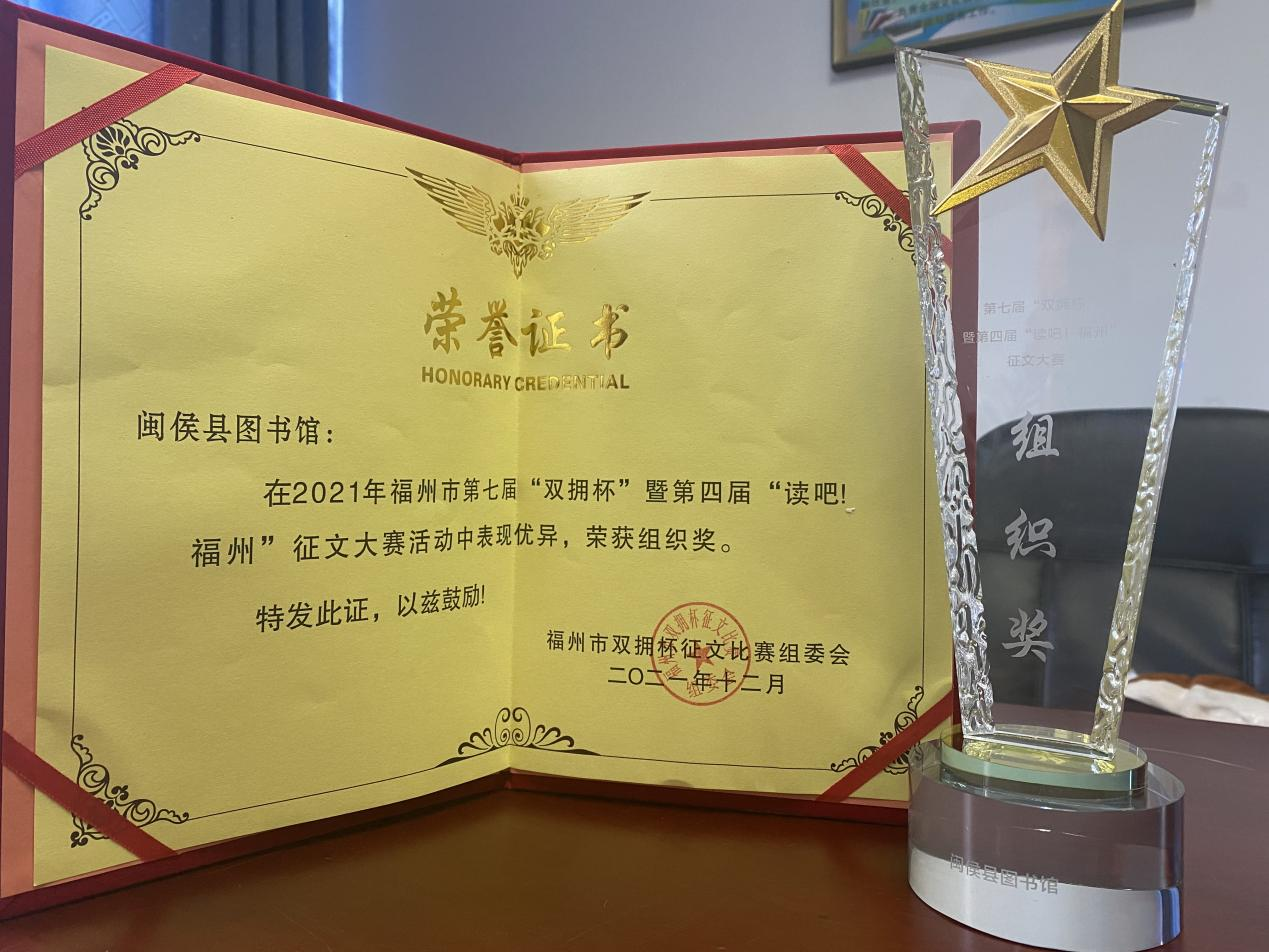 荣誉证书
HONORARY CREDENTIAL
闽侯县图书馆：
在2021年福州市第七届“双拥杯”暨第四届“读吧！
福州”征文大赛活动中表现优异，荣获组织奖。
特发此证，以兹鼓励！
福州市双拥杯征文比赛组委会
二〇二一年十二月
第七届“双拥杯”
暨第四届“读吧！福州”
征文大赛
组
织
奖
闽侯县图书馆